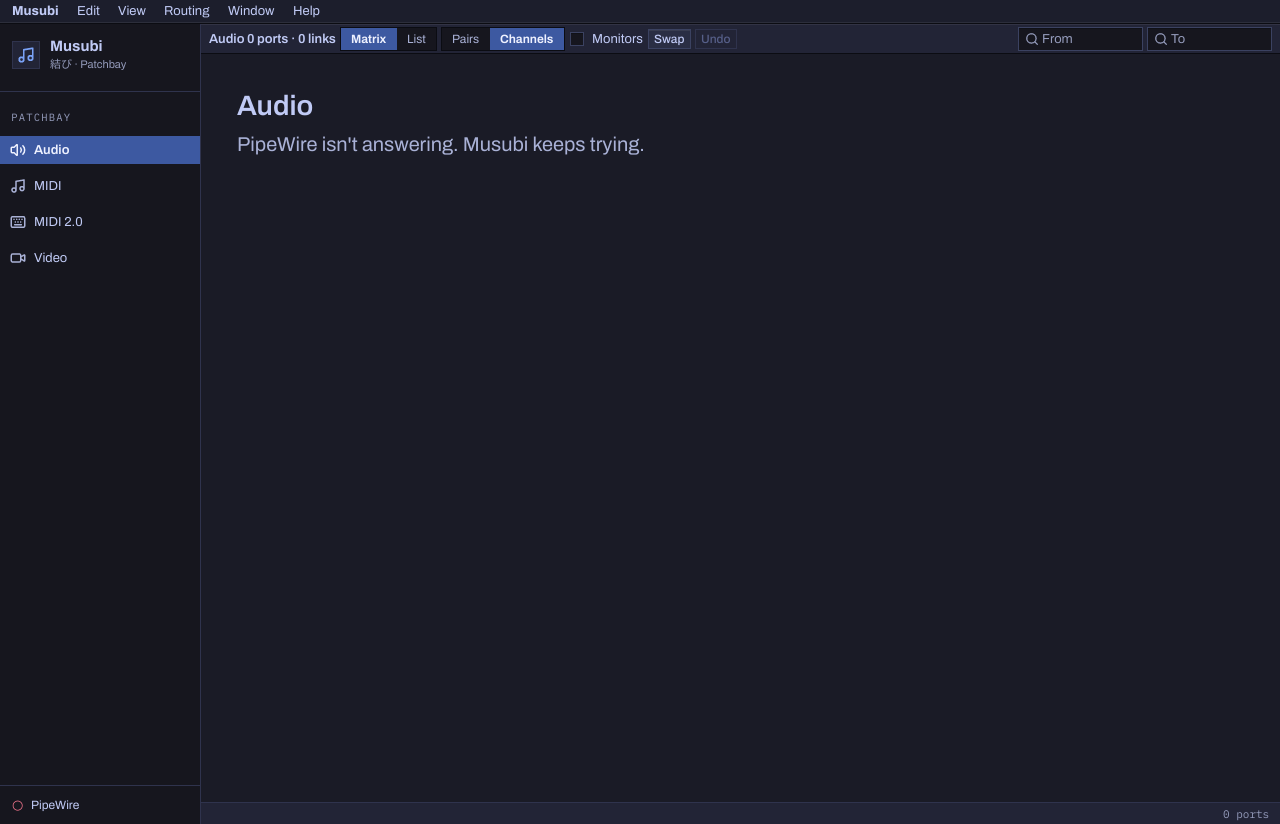 Musubi Edit View Routing Window Help
Musubi
結び · Patchbay
PATCHBAY
Audio
MIDI
MIDI 2.0
Video
PipeWire
Audio 0 ports · 0 links Matrix List Pairs Channels Monitors Swap Undo From To
Audio
PipeWire isn't answering. Musubi keeps trying.
0 ports